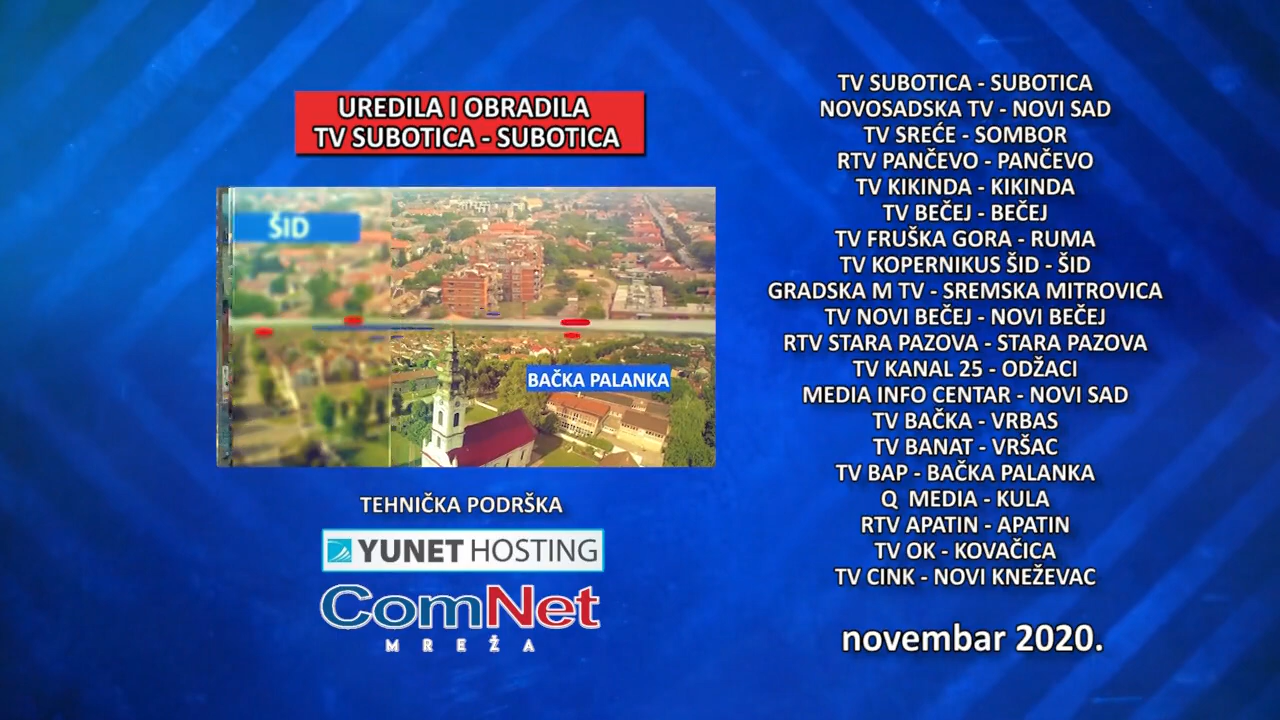 UREDILA I OBRADILA
TV SUBOTICA - SUBOTICA
ŠID
BAČKA PALANKA
TEHNIČKA PODRŠKA
YUNET HOSTING
ComNet
MREŽA
TV SUBOTICA - SUBOTICA
NOVOSADSKA TV - NOVI SAD
TV SREĆE - SOMBOR
RTV PANČEVO - PANČEVO
TV KIKINDA - KIKINDA
TV BEČEJ - BEČEJ
TV FRUŠKA GORA - RUMA
TV KOPERNIKUS ŠID - ŠID
GRADSKA M TV - SREMSKA MITROVICA
TV NOVI BEČEJ - NOVI BEČEJ
RTV STARA PAZOVA - STARA PAZOVA
TV KANAL 25 - ODŽACI
MEDIA INFO CENTAR - NOVI SAD
TV BAČKA - VRBAS
TV BANAT - VRŠAC
TV BAP - BAČKA PALANKA
Q MEDIA - KULA
RTV APATIN - APATIN
TV OK - KOVAČICA
TV CINK - NOVI KNEŽEVAC
novembar 2020.